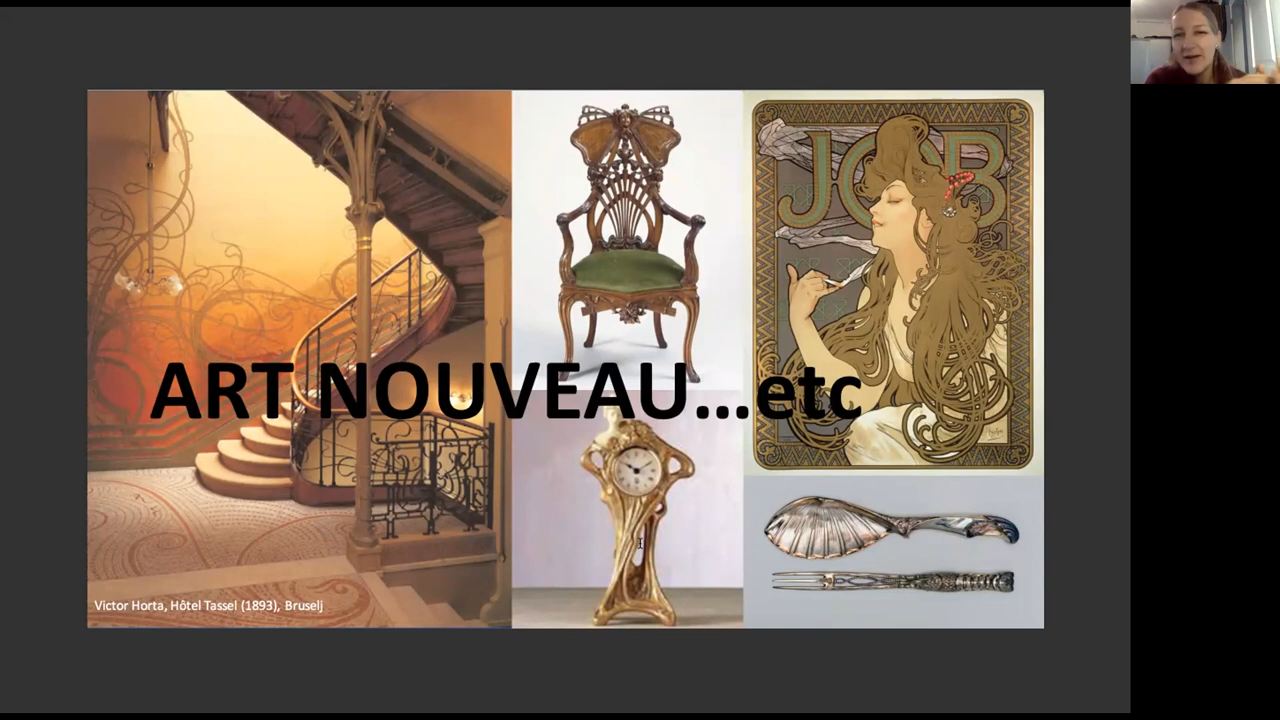 JOB
ART NOUVEAU...etc
Victor Horta, Hôtel Tassel (1893), Bruselj